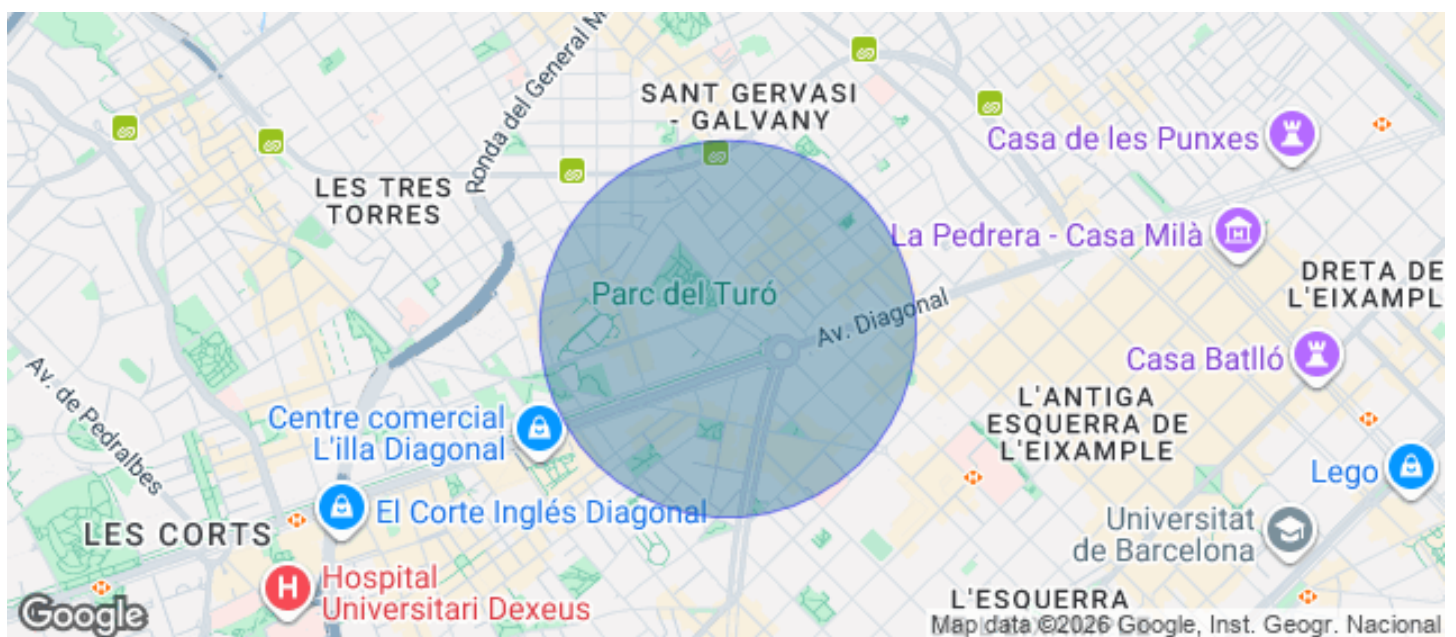 Ronda del General M
SANT GERVASI
- GALVANY
Casa de les Punxes
LES TRES
TORRES
La Pedrera - Casa Milà
DRETA DE
L'EIXAMPL
Parc del Turó
Av. Diagonal
Casa Batlló
Av. de Pedralbes
L'ANTIGA
ESQUERRA DE
L'EIXAMPLE
Centre comercial
L'illa Diagonal
Lego
El Corte Inglés Diagonal
LES CORTS
Universitat
de Barcelona
H
Hospital
Universitari Dexeus
L'ESQUERRA
Google
Map data ©2026 Google, Inst. Geogr. Nacional